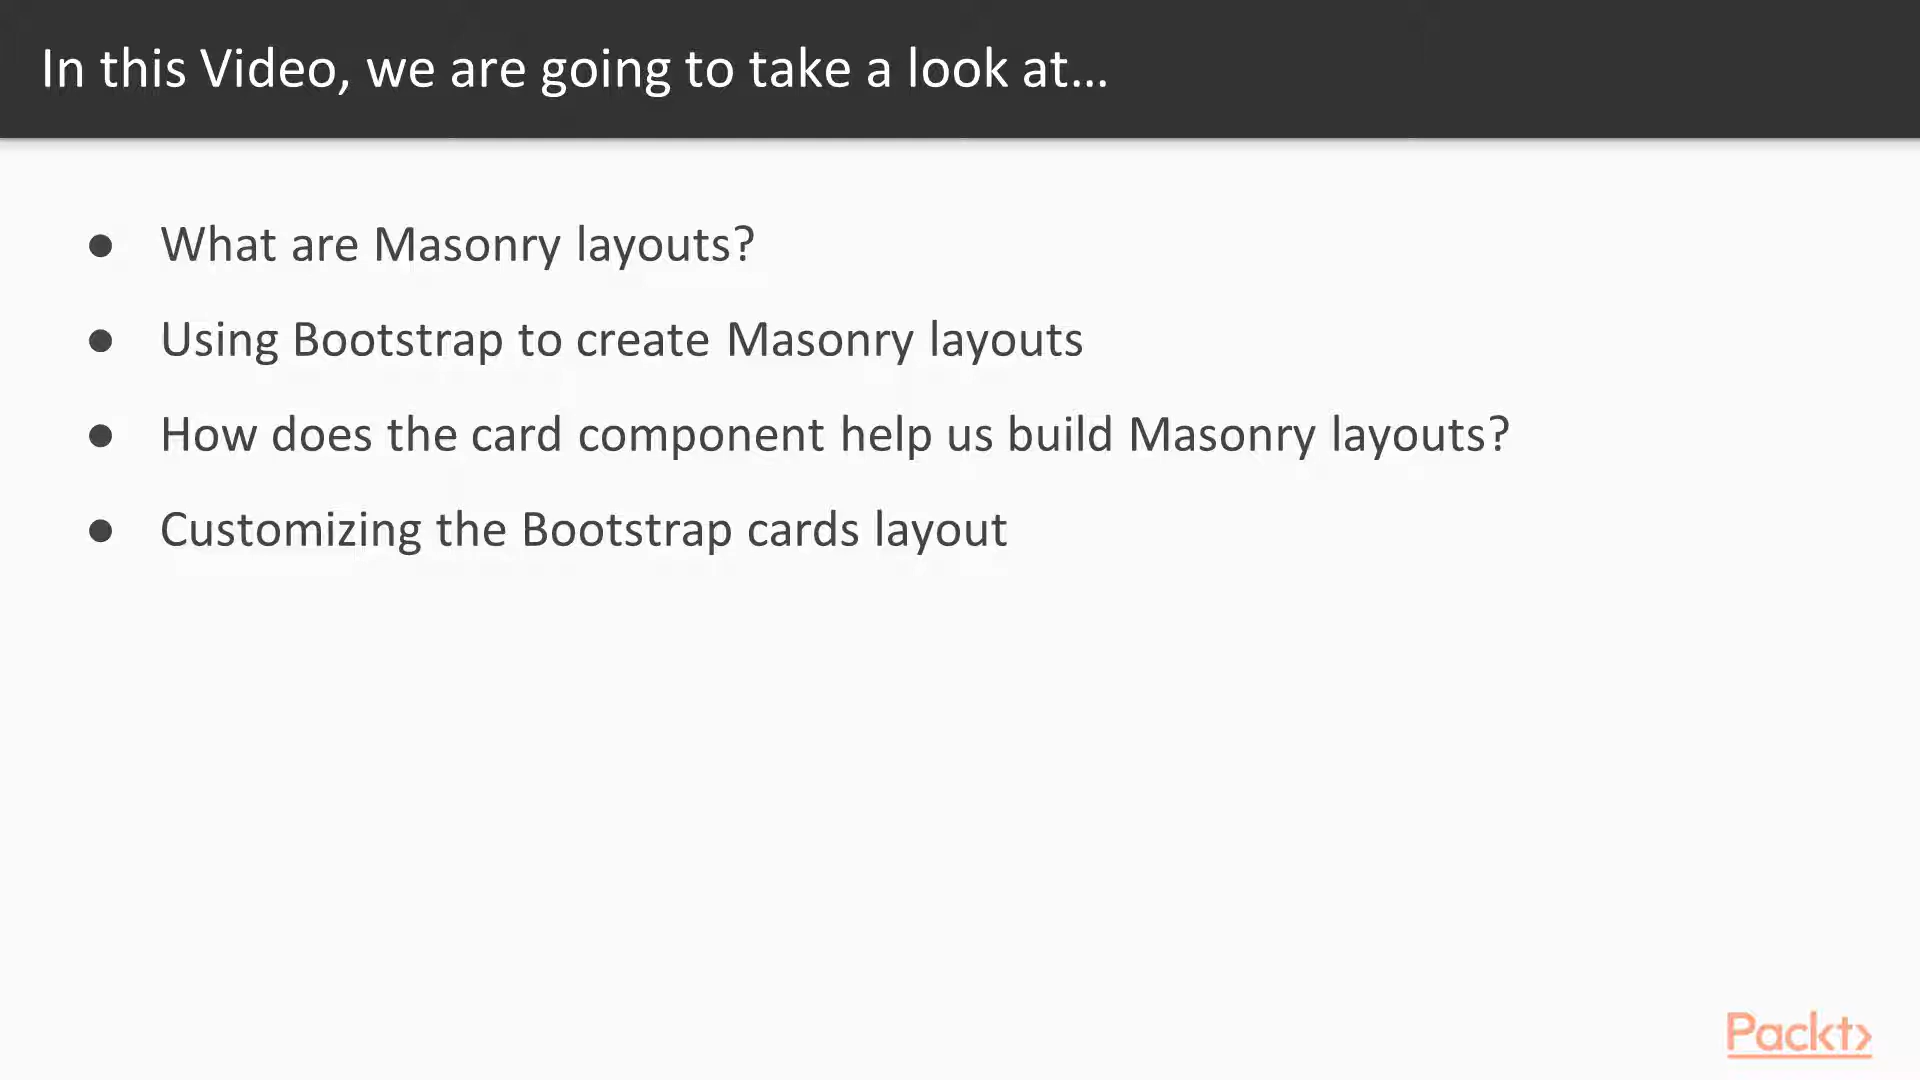 In this Video, we are going to take a look at...
● What are Masonry layouts?
● Using Bootstrap to create Masonry layouts
● How does the card component help us build Masonry layouts?
● Customizing the Bootstrap cards layout
Packt>